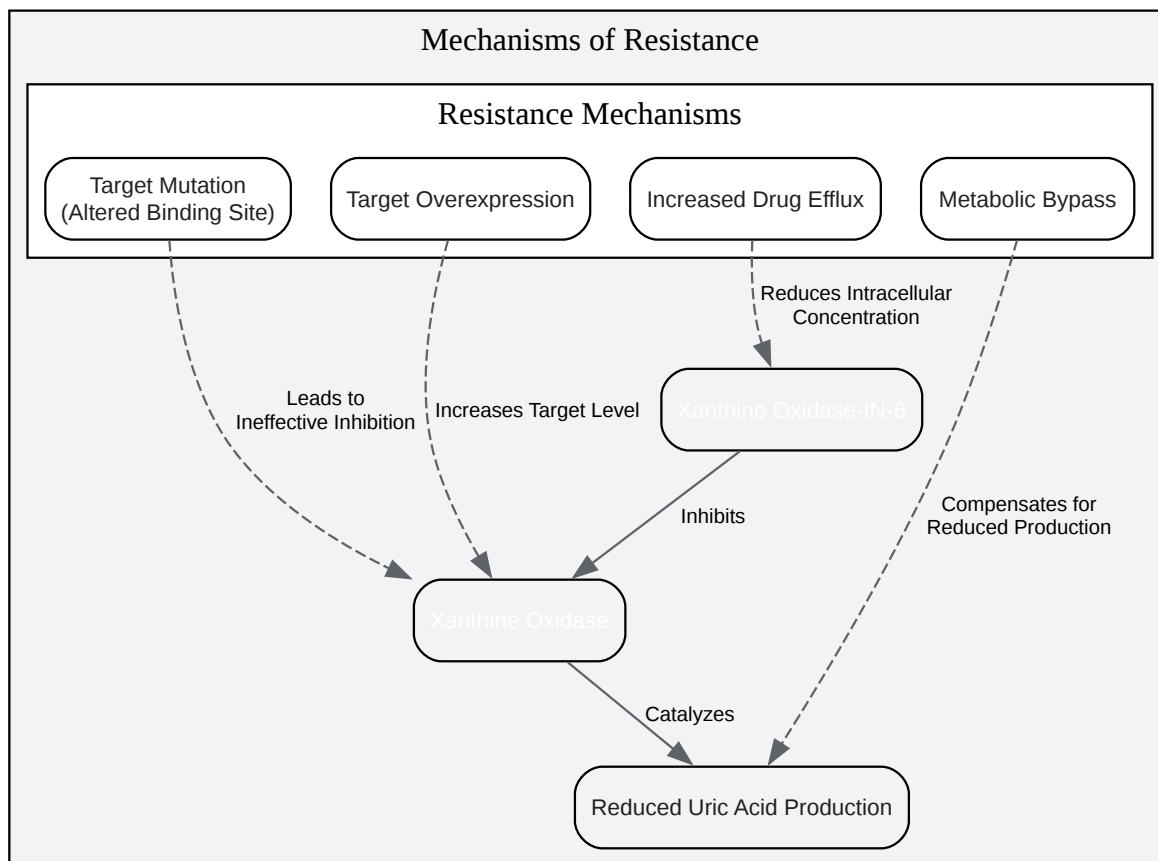 Mechanisms of Resistance
Resistance Mechanisms
Target Mutation
(Altered Binding Site)
Target Overexpression
Increased Drug Efflux
Metabolic Bypass
Reduces Intracellular
Concentration
Leads to
Ineffective Inhibition
Increases Target Level
Xanthine Oxidase-IN-6
Inhibits
Compensates for
Reduced Production
Xanthine Oxidase
Catalyzes
Reduced Uric Acid Production